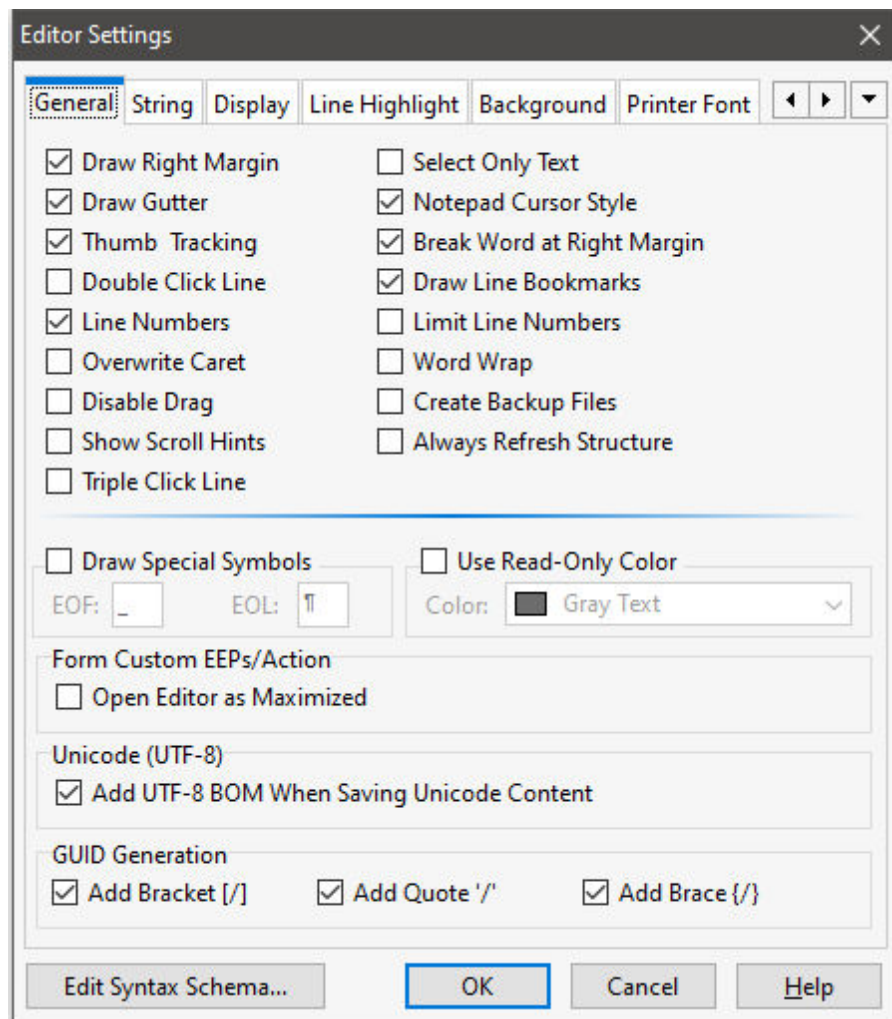 Editor Settings
General String Display Line Highlight Background Printer Font
Draw Right Margin
Draw Gutter
Thumb  Tracking
Double Click Line
Line Numbers
Overwrite Caret
Disable Drag
Show Scroll Hints
Triple Click Line
Select Only Text
Notepad Cursor Style
Break Word at Right Margin
Draw Line Bookmarks
Limit Line Numbers
Word Wrap
Create Backup Files
Always Refresh Structure
Draw Special Symbols
EOF: _ EOL: ¶
Use Read-Only Color
Color: Gray Text
Form Custom EEPs/Action
Open Editor as Maximized
Unicode (UTF-8)
Add UTF-8 BOM When Saving Unicode Content
GUID Generation
Add Bracket [/] Add Quote '/' Add Brace {/}
Edit Syntax Schema... OK Cancel Help